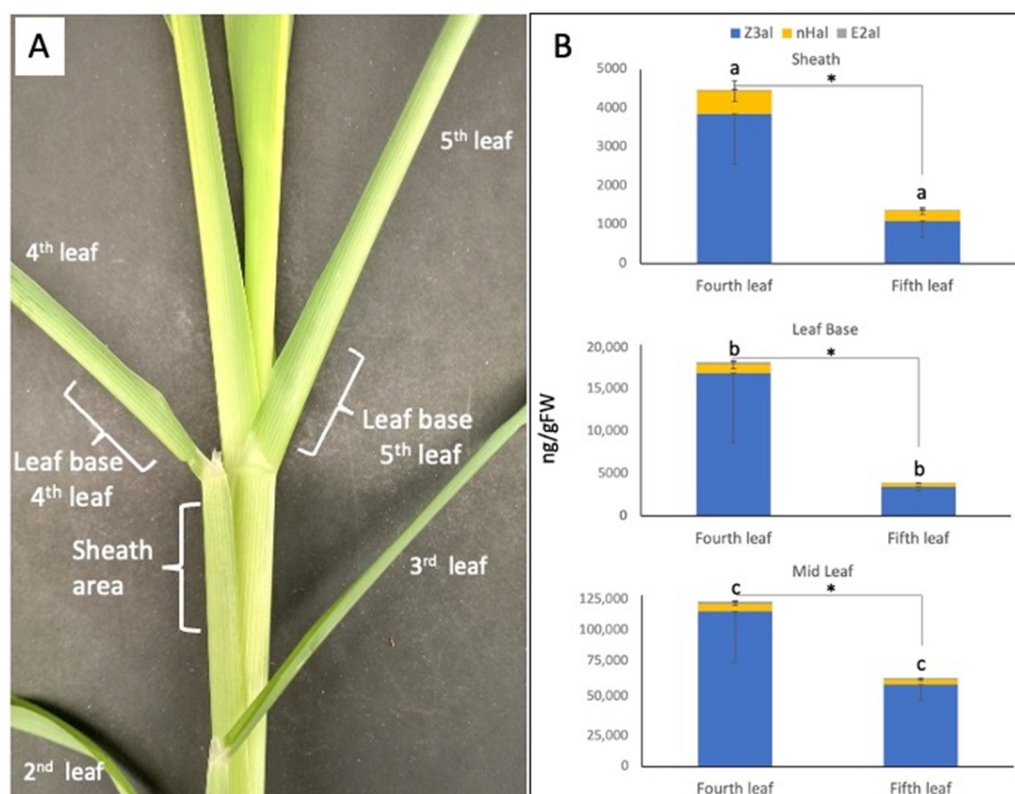 A
5th leaf
4th leaf
Leaf base
4th leaf
Leaf base
5th leaf
Sheath
area
3rd leaf
2nd leaf
B
Z3al nHal E2al
Sheath
5000
4000
3000
2000
1000
0
a
*
a
Fourth leaf Fifth leaf
Leaf Base
20,000
15,000
10,000
5000
0
b
*
b
Fourth leaf Fifth leaf
ng/gFW
Mid Leaf
125,000
100,000
75,000
50,000
25,000
0
c
*
c
Fourth leaf Fifth leaf